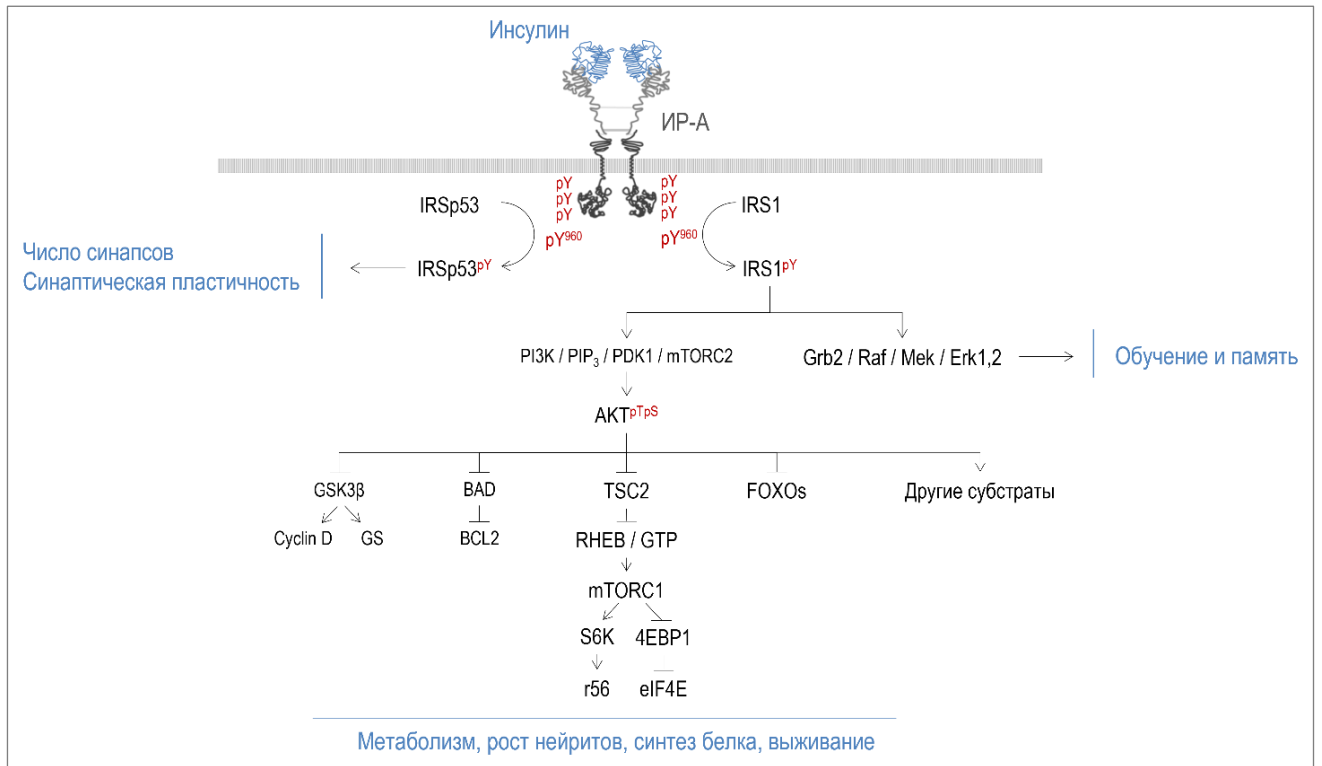 Инсулин
ИР-А
pY pY
pY pY
pY pY
IRSp53 IRS1
pY⁹⁶⁰ pY⁹⁶⁰
Число синапсов
Синаптическая пластичность
IRSp53pY IRS1pY
PI3K / PIP₃ / PDK1 / mTORC2 Grb2 / Raf / Mek / Erk1,2 Обучение и память
AKTpTpS
GSK3β BAD TSC2 FOXOs Другие субстраты
Cyclin D GS BCL2 RHEB / GTP
mTORC1
S6K 4EBP1
r56 eIF4E
Метаболизм, рост нейритов, синтез белка, выживание